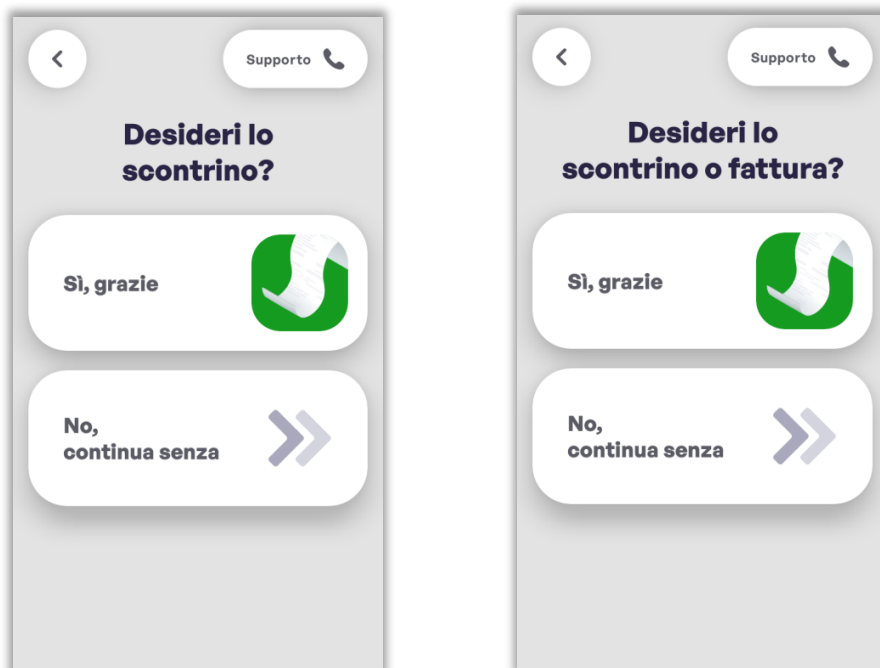 Supporto
Desideri lo
scontrino?
Sì, grazie
No,
continua senza
Supporto
Desideri lo
scontrino o fattura?
Sì, grazie
No,
continua senza